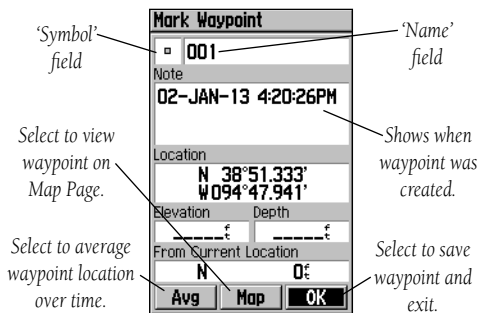 Mark Waypoint
‘Symbol’
field
001
‘Name’
field
Note
02-JAN-13 4:20:26PM
Shows when
waypoint was
created.
Select to view
waypoint on
Map Page.
Location
N 38°51.333'
W094°47.941'
Elevation Depth
_____ft _____ft
From Current Location
N 0ft
Select to average
waypoint location
over time.
Avg Map OK
Select to save
waypoint and
exit.